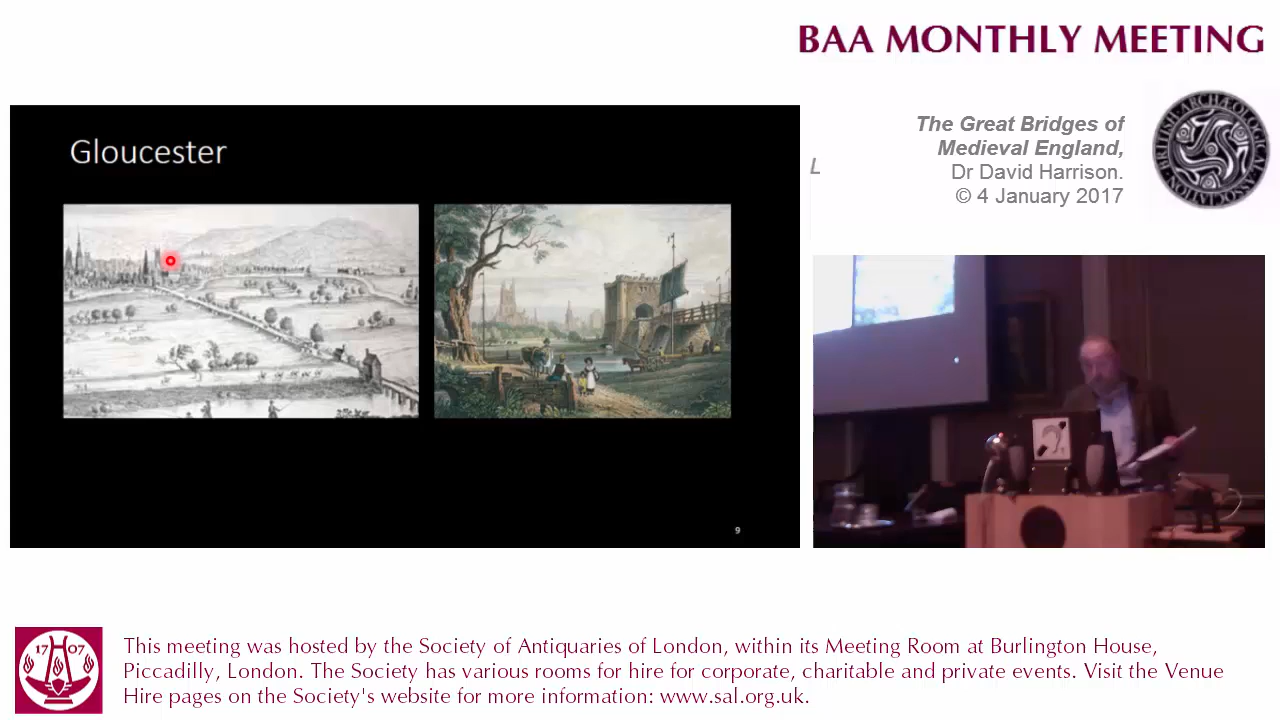 BAA MONTHLY MEETING
The Great Bridges of
Medieval England,
Dr David Harrison.
© 4 January 2017
L
BRITISH · ARCHÆOLOGICAL · ASSOCIATION
Gloucester
9
1707
This meeting was hosted by the Society of Antiquaries of London, within its Meeting Room at Burlington House,
Piccadilly, London. The Society has various rooms for hire for corporate, charitable and private events. Visit the Venue
Hire pages on the Society's website for more information: www.sal.org.uk.